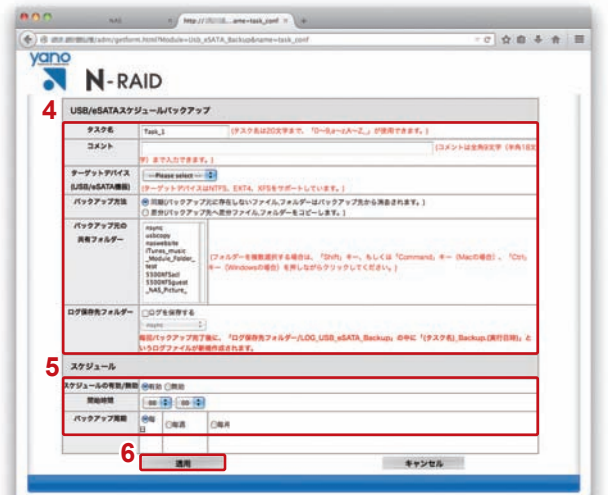 NAS
http://
ame=task_conf
/adm/getform.html?Module=Usb_eSATA_Backup&name=task_conf
yano
N-RAID
4
USB/eSATAスケジュールバックアップ
タスク名
Task_1
(タスク名は20文字まで、「0~9,a~z,A~Z,_」が使用できます。)
コメント
(コメントは全角9文字（半角18文
字）まで入力できます。)
ターゲットデバイス
(USB/eSATA機器)
---Please select---
(ターゲットデバイスはNTFS、EXT4、XFSをサポートしています。)
バックアップ方法
同期(バックアップ元に存在しないファイル,フォルダーはバックアップ先から消去されます。)
差分(バックアップ先へ差分ファイル,フォルダーをコピーします。)
バックアップ元の
共有フォルダー
nsync
usbcopy
naswebsite
iTunes_music
_Module_Folder_
test
5300NFSacl
5300NFSguest
_NAS_Picture_
(フォルダーを複数選択する場合は、「Shift」キー、もしくは「Command」キー（Macの場合）、「Ctrl」
キー（Windowsの場合）を押しながらクリックしてください。)
ログ保存先フォルダー
ログを保存する
nsync
毎回バックアップ完了後に、「ログ保存先フォルダー/LOG_USB_eSATA_Backup」の中に「(タスク名)_Backup.(実行日時)」と
いうログファイルが新規作成されます。
5
スケジュール
スケジュールの有効/無効
有効
無効
開始時間
00 : 00
バックアップ周期
毎日
毎週
毎月
6
適用
キャンセル